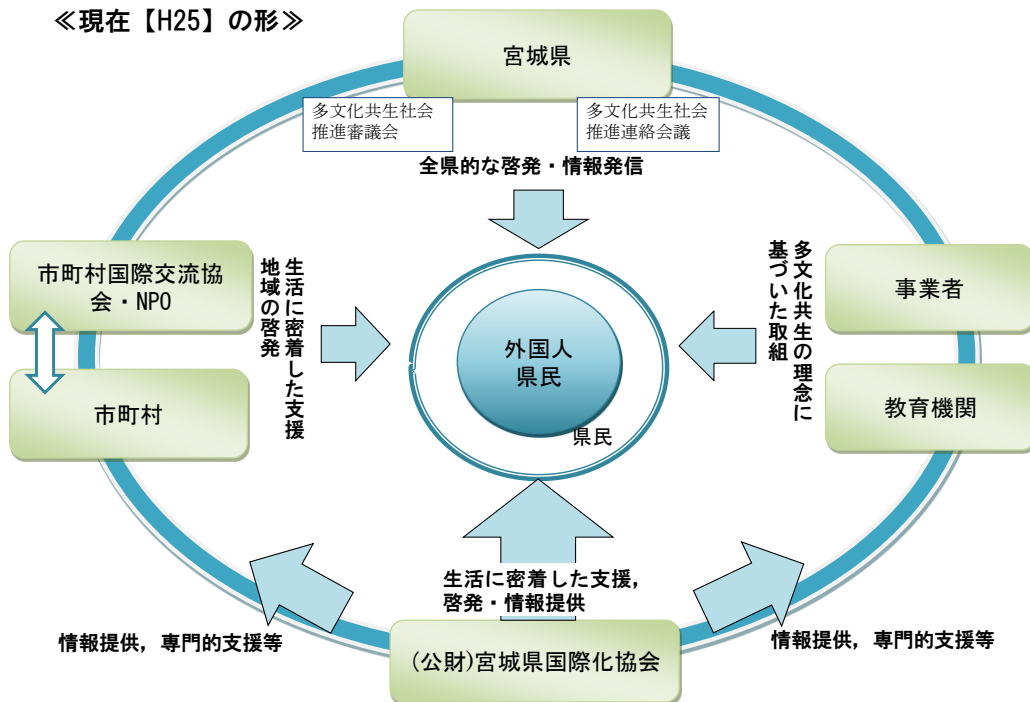 ≪現在【H25】の形≫
宮城県
多文化共生社会
推進審議会
多文化共生社会
推進連絡会議
全県的な啓発・情報発信
市町村国際交流協
会・NPO
市町村
生活に密着した支援
地域の啓発
外国人
県民
県民
多文化共生の理念に
基づいた取組
事業者
教育機関
生活に密着した支援，
啓発・情報提供
情報提供，専門的支援等
(公財)宮城県国際化協会
情報提供，専門的支援等